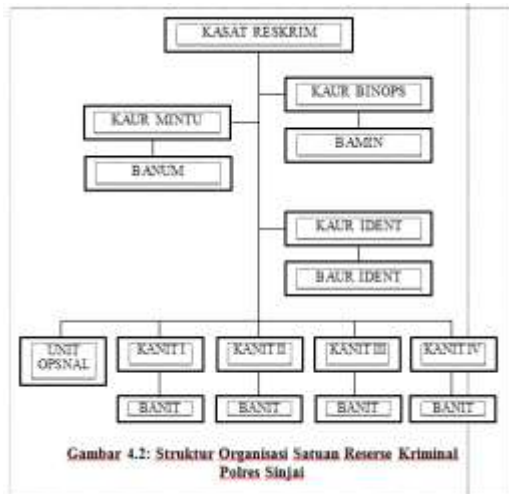 KASAT RESKRIM
KAUR BINOPS
KAUR MINTU
BAMIN
BANUM
KAUR IDENT
BAUR IDENT
UNIT
OPSNAL
KANIT I
KANIT II
KANIT III
KANIT IV
BANIT
BANIT
BANIT
BANIT
Gambar 4.2: Struktur Organisasi Satuan Reserse Kriminal
Polres Sinjai